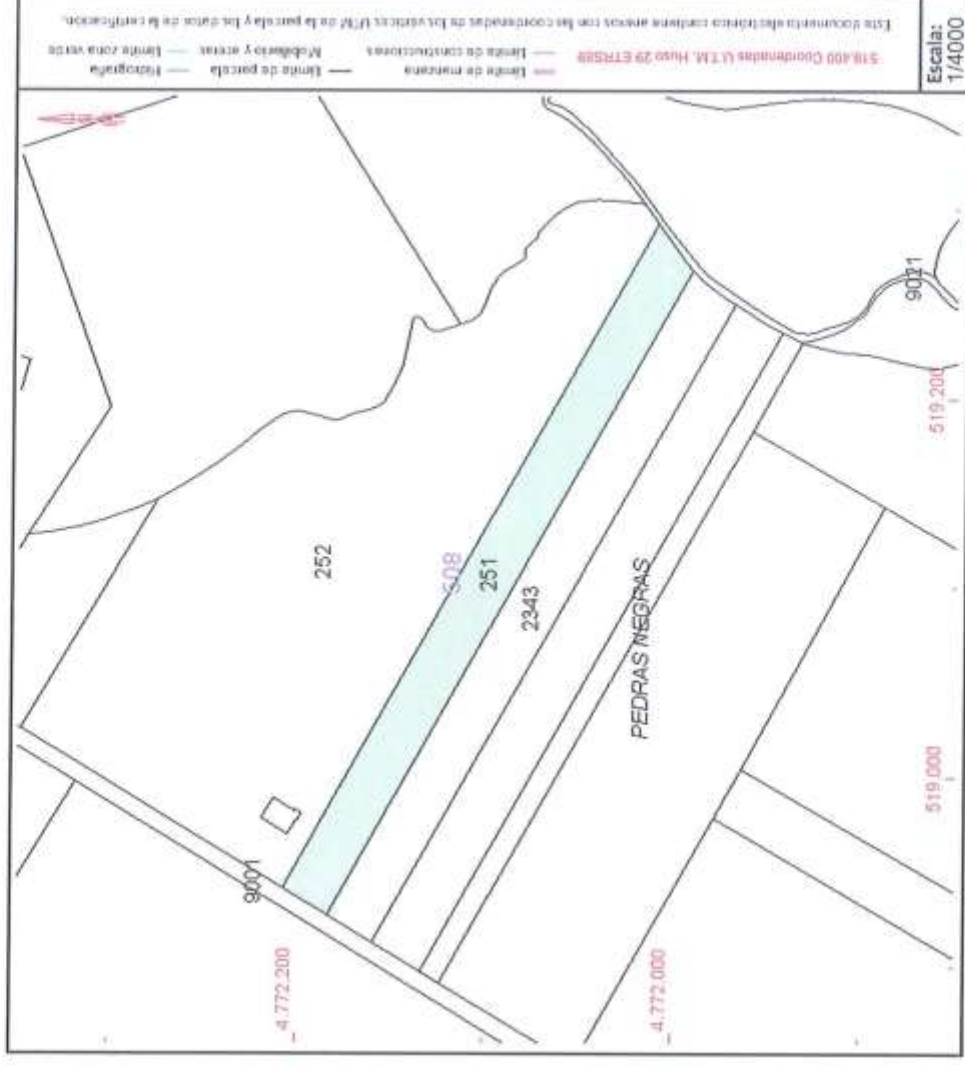 Este documento electrónico contiene anexos con las coordenadas de los vértices UTM de la parcela y los datos de la certificación.
519.400 Coordenadas U.T.M. Huso 29 ETRS89
Límite de manzana
Límite de parcela
Hidrografía
Límite de construcciones
Mobiliario y aceras
Límite zona verde
Escala:
1/4000
9021
519.200
252
508
251
2343
PEDRAS NEGRAS
519.000
9001
4.772.200
4.772.000